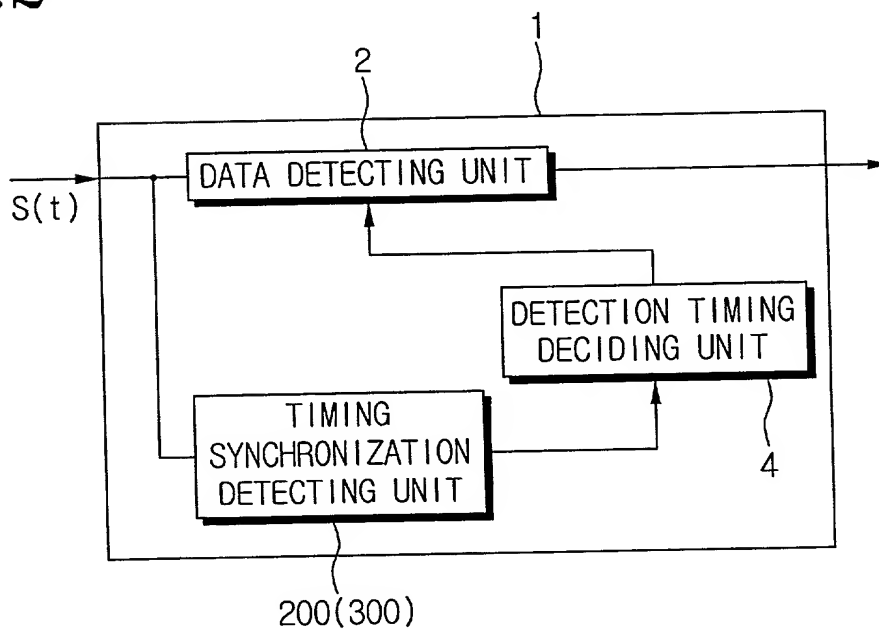 1
2
DATA DETECTING UNIT
S(t)
DETECTION TIMING
DECIDING UNIT
TIMING
SYNCHRONIZATION
DETECTING UNIT
4
200(300)